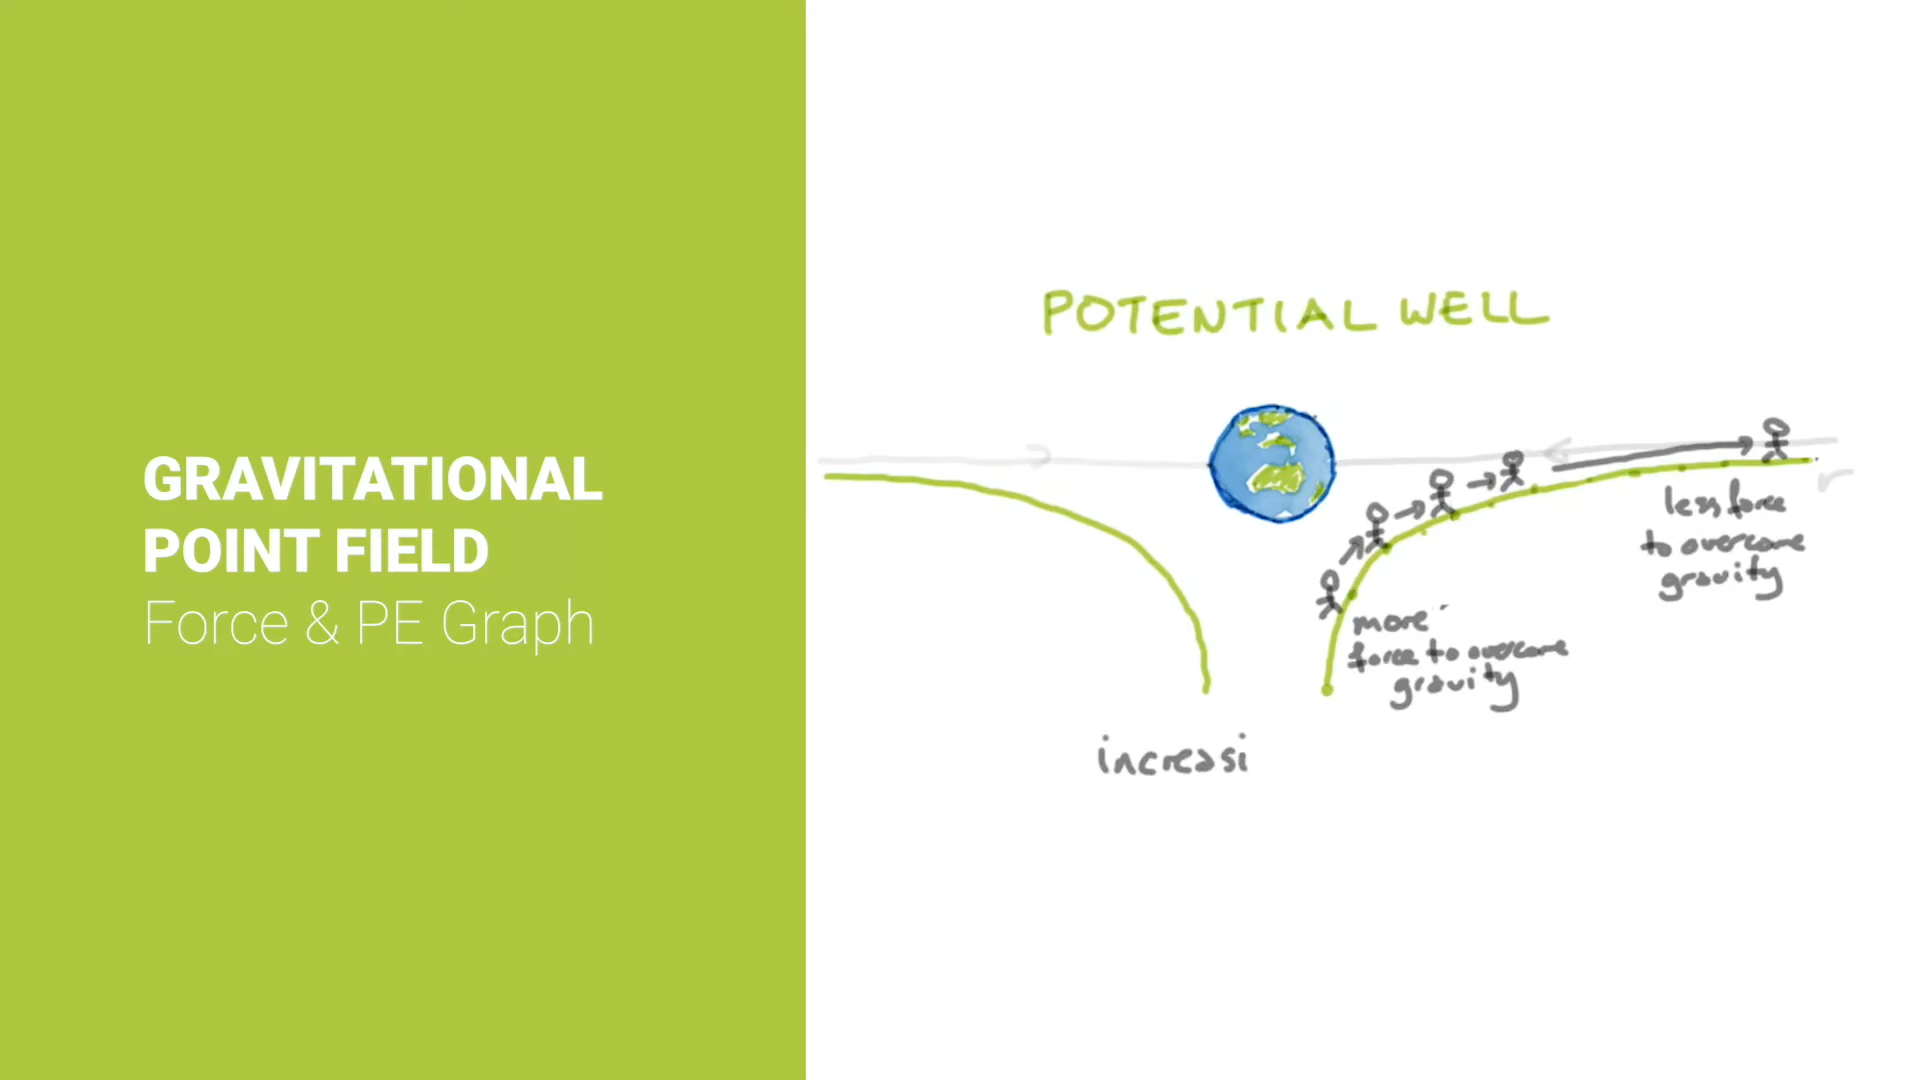 GRAVITATIONAL
POINT FIELD
Force & PE Graph
POTENTIAL WELL
r
less force
to overcome
gravity
more
force to overcome
gravity
increasi